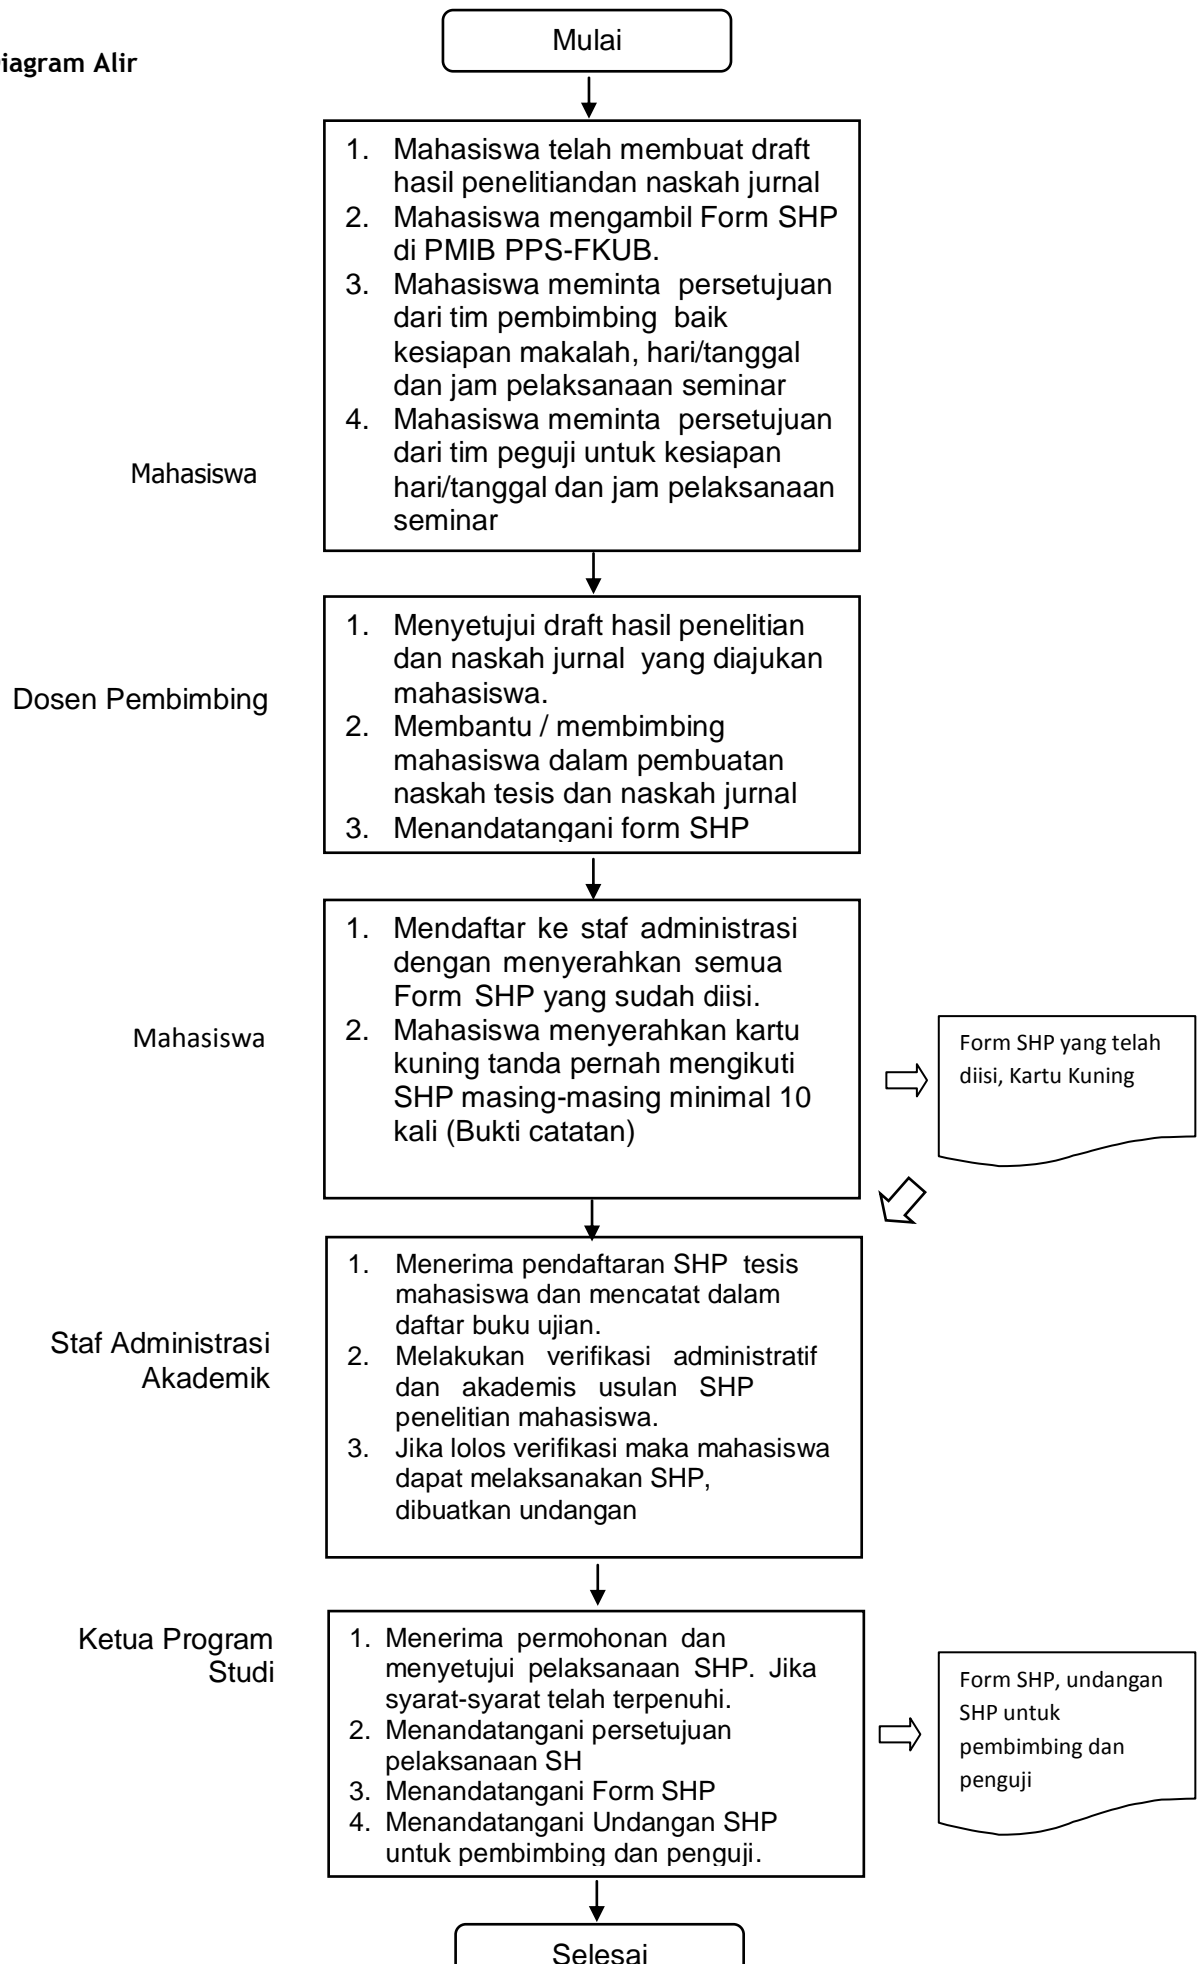 Mulai
iagram Alir
1. Mahasiswa telah membuat draft
hasil penelitiandan naskah jurnal
2. Mahasiswa mengambil Form SHP
di PMIB PPS-FKUB.
3. Mahasiswa meminta persetujuan
dari tim pembimbing baik
kesiapan makalah, hari/tanggal
dan jam pelaksanaan seminar
4. Mahasiswa meminta persetujuan
dari tim peguji untuk kesiapan
hari/tanggal dan jam pelaksanaan
seminar
Mahasiswa
1. Menyetujui draft hasil penelitian
dan naskah jurnal yang diajukan
mahasiswa.
2. Membantu / membimbing
mahasiswa dalam pembuatan
naskah tesis dan naskah jurnal
3. Menandatangani form SHP
Dosen Pembimbing
1. Mendaftar ke staf administrasi
dengan menyerahkan semua
Form SHP yang sudah diisi.
2. Mahasiswa menyerahkan kartu
kuning tanda pernah mengikuti
SHP masing-masing minimal 10
kali (Bukti catatan)
Mahasiswa
Form SHP yang telah
diisi, Kartu Kuning
1. Menerima pendaftaran SHP tesis
mahasiswa dan mencatat dalam
daftar buku ujian.
2. Melakukan verifikasi administratif
dan akademis usulan SHP
penelitian mahasiswa.
3. Jika lolos verifikasi maka mahasiswa
dapat melaksanakan SHP,
dibuatkan undangan
Staf Administrasi
Akademik
Ketua Program
Studi
1. Menerima permohonan dan
menyetujui pelaksanaan SHP. Jika
syarat-syarat telah terpenuhi.
2. Menandatangani persetujuan
pelaksanaan SH
3. Menandatangani Form SHP
4. Menandatangani Undangan SHP
untuk pembimbing dan penguji.
Form SHP, undangan
SHP untuk
pembimbing dan
penguji
Selesai